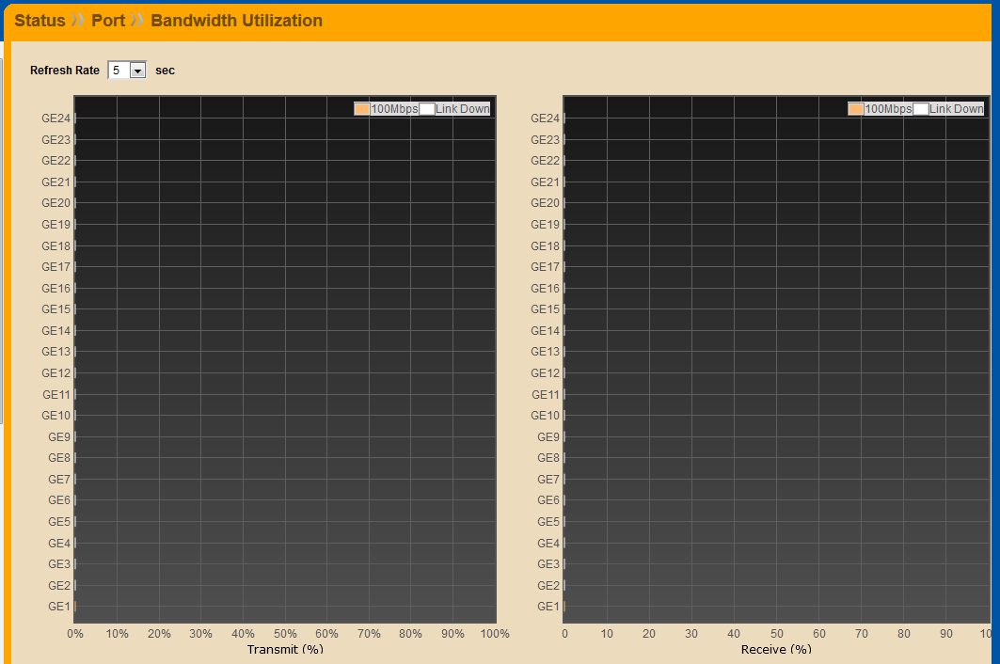 Status » Port » Bandwidth Utilization
Refresh Rate 5 sec
100Mbps Link Down
GE24
GE23
GE22
GE21
GE20
GE19
GE18
GE17
GE16
GE15
GE14
GE13
GE12
GE11
GE10
GE9
GE8
GE7
GE6
GE5
GE4
GE3
GE2
GE1
0% 10% 20% 30% 40% 50% 60% 70% 80% 90% 100%
Transmit (%)
100Mbps Link Down
GE24
GE23
GE22
GE21
GE20
GE19
GE18
GE17
GE16
GE15
GE14
GE13
GE12
GE11
GE10
GE9
GE8
GE7
GE6
GE5
GE4
GE3
GE2
GE1
0 10 20 30 40 50 60 70 80 90 10
Receive (%)